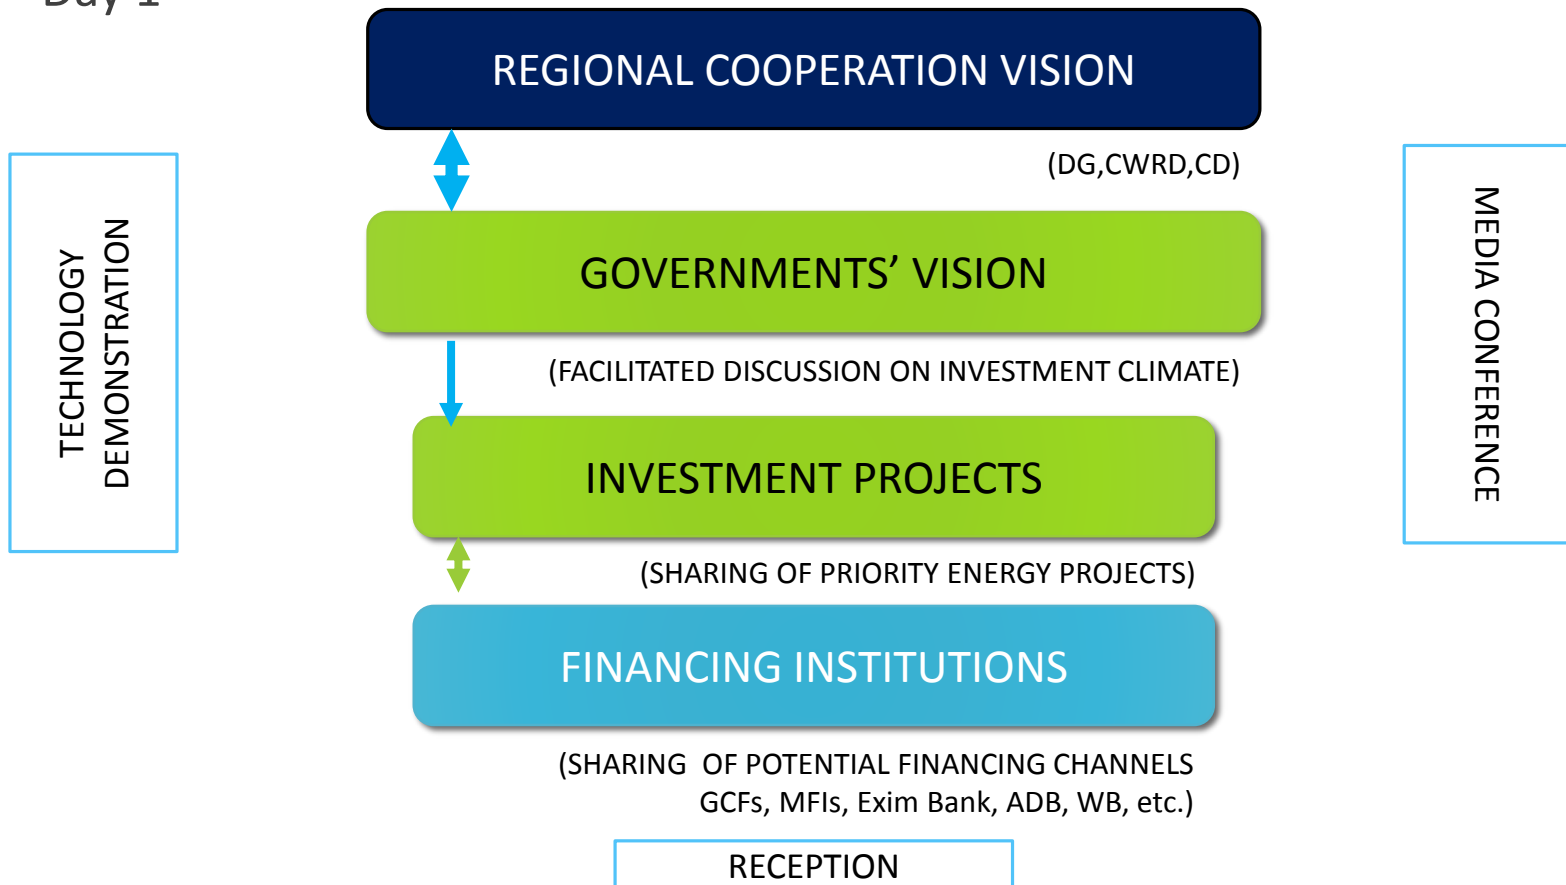 Day 1
REGIONAL COOPERATION VISION
(DG,CWRD,CD)
GOVERNMENTS’ VISION
(FACILITATED DISCUSSION ON INVESTMENT CLIMATE)
INVESTMENT PROJECTS
(SHARING OF PRIORITY ENERGY PROJECTS)
FINANCING INSTITUTIONS
(SHARING OF POTENTIAL FINANCING CHANNELS
GCFs, MFIs, Exim Bank, ADB, WB, etc.)
TECHNOLOGY
DEMONSTRATION
MEDIA CONFERENCE
RECEPTION